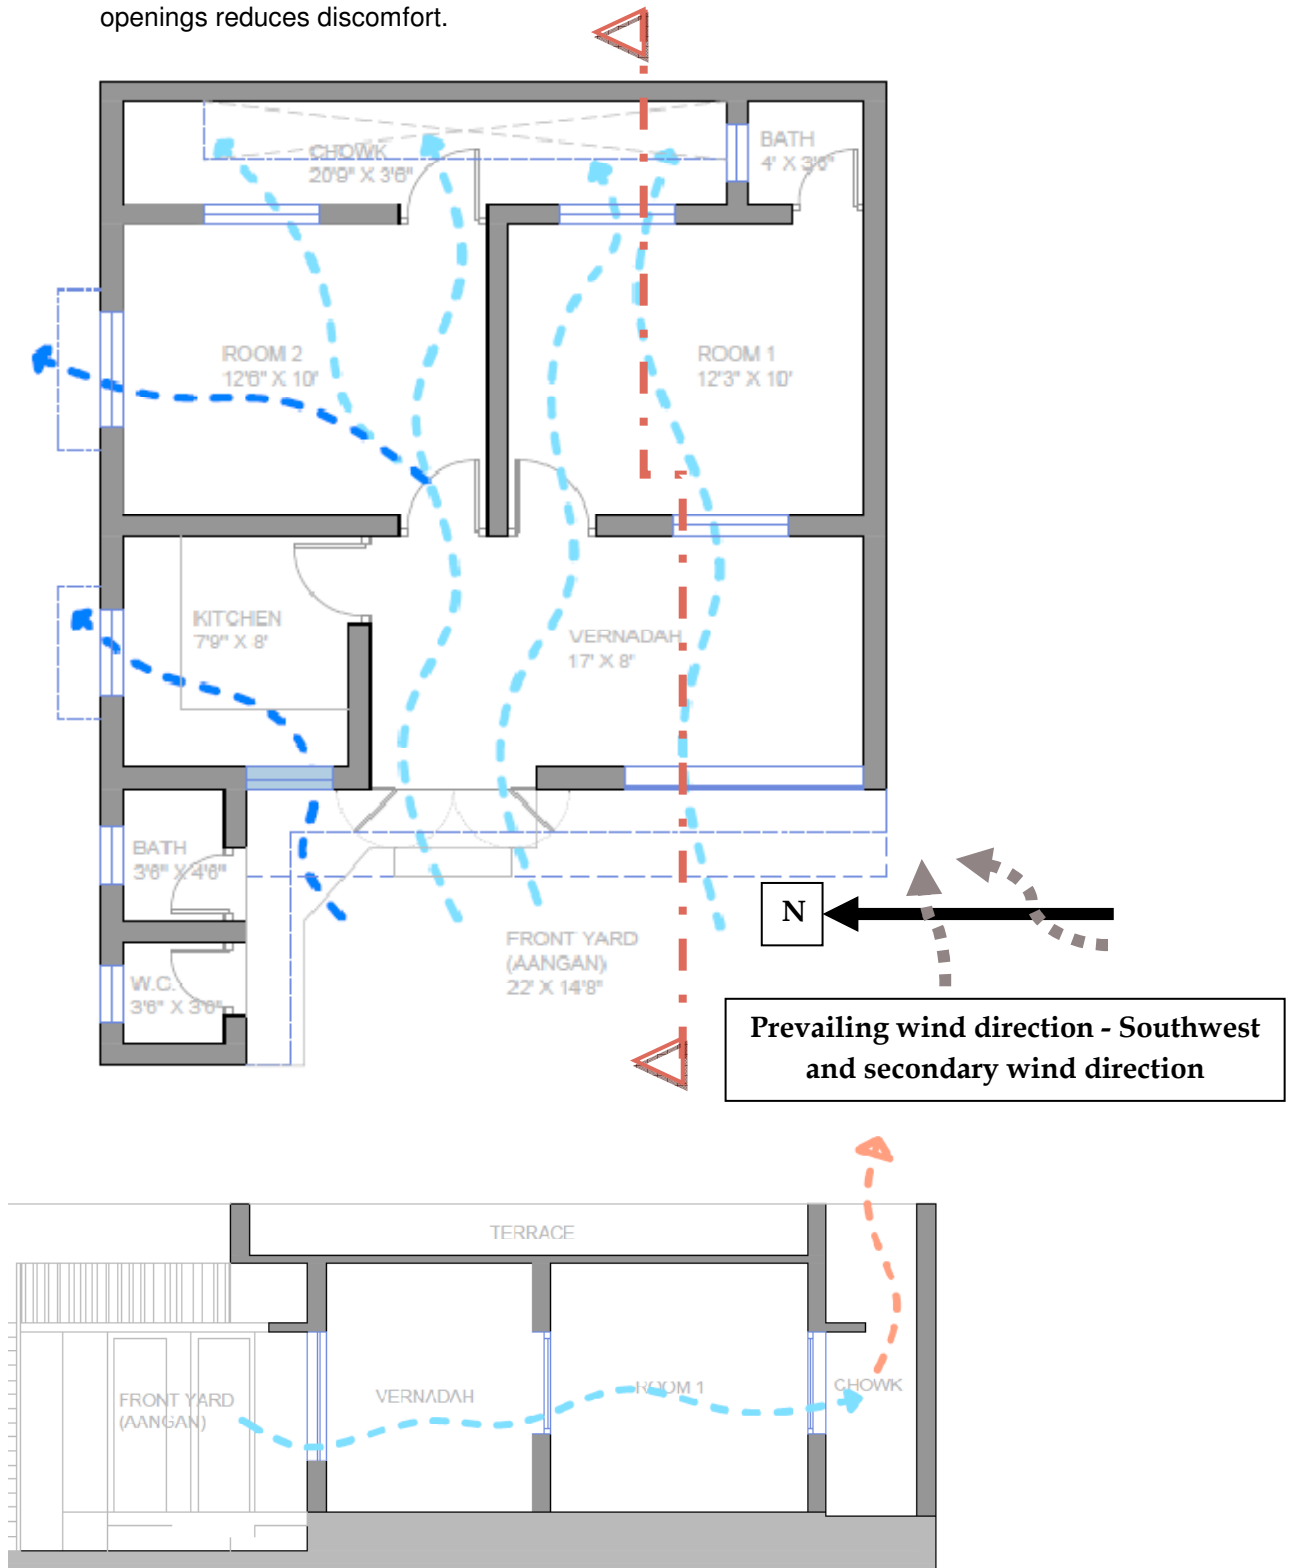 openings reduces discomfort.
CHOWK
20'9" X 3'6"
BATH
4' X 3'6"
ROOM 2
12'6" X 10'
ROOM 1
12'3" X 10'
KITCHEN
7'9" X 8'
VERNADAH
17' X 8'
BATH
3'6" X 4'6"
W.C.
3'6" X 3'6"
FRONT YARD
(AANGAN)
22' X 14'8"
N
Prevailing wind direction - Southwest
and secondary wind direction
TERRACE
FRONT YARD
(AANGAN)
VERNADAH
ROOM 1
CHOWK